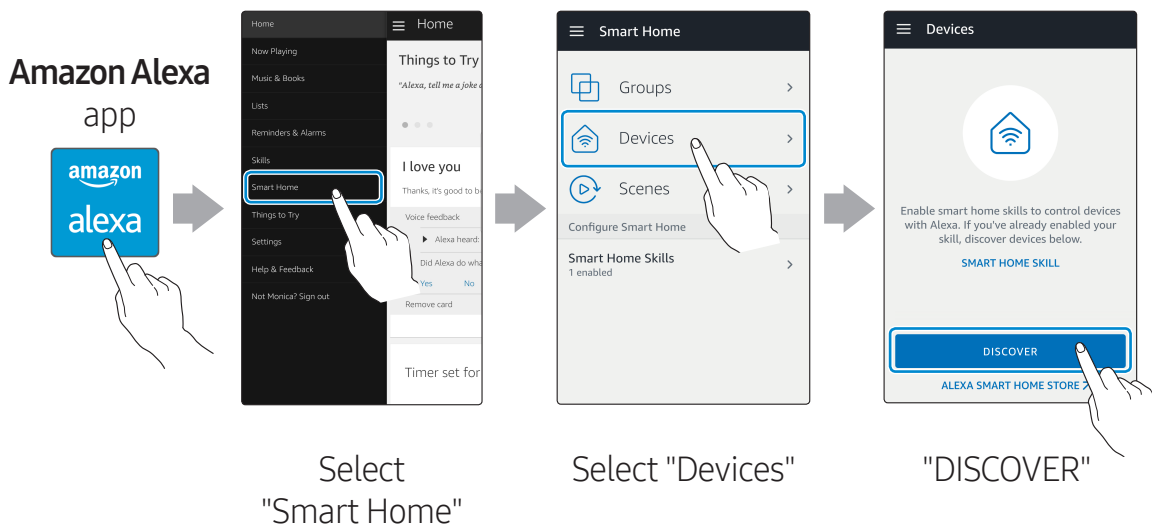 Amazon Alexa
app
amazon
alexa
Home
Now Playing
Music & Books
Lists
Reminders & Alarms
Skills
Smart Home
Things to Try
Settings
Help & Feedback
Not Monica? Sign out
Home
Things to Try
"Alexa, tell me a joke
I love you
Thanks, it's good to
Voice feedback
Alexa heard:
Did Alexa do wha
Yes No
Remove card
Timer set for
Select
"Smart Home"
Smart Home
Groups
Devices
Scenes
Configure Smart Home
Smart Home Skills
1 enabled
Select "Devices"
Devices
Enable smart home skills to control devices
with Alexa. If you've already enabled your
skill, discover devices below.
SMART HOME SKILL
DISCOVER
ALEXA SMART HOME STORE
"DISCOVER"